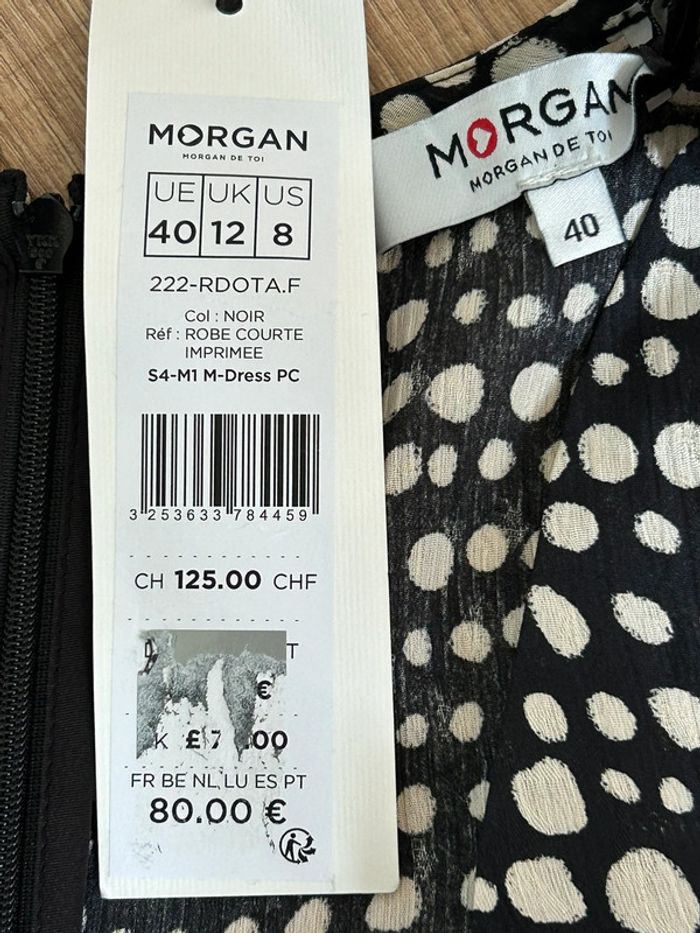 MORGAN
MORGAN DE TOI
UE UK US
40 12 8
222-RDOTA.F
Col : NOIR
Réf : ROBE COURTE
IMPRIMEE
S4-M1 M-Dress PC
3 253633 784459
CH 125.00 CHF
T
€
K £7 .00
FR BE NL LU ES PT
80.00 €
MORGAN
MORGAN DE TOI
40